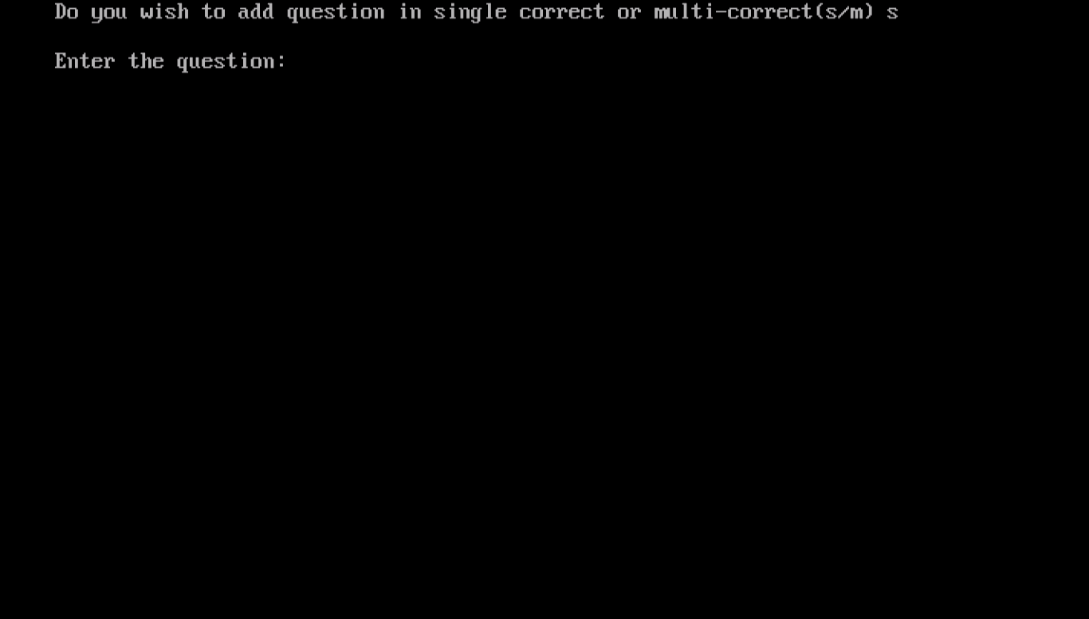 Do you wish to add question in single correct or multi-correct(s/m) s
Enter the question: